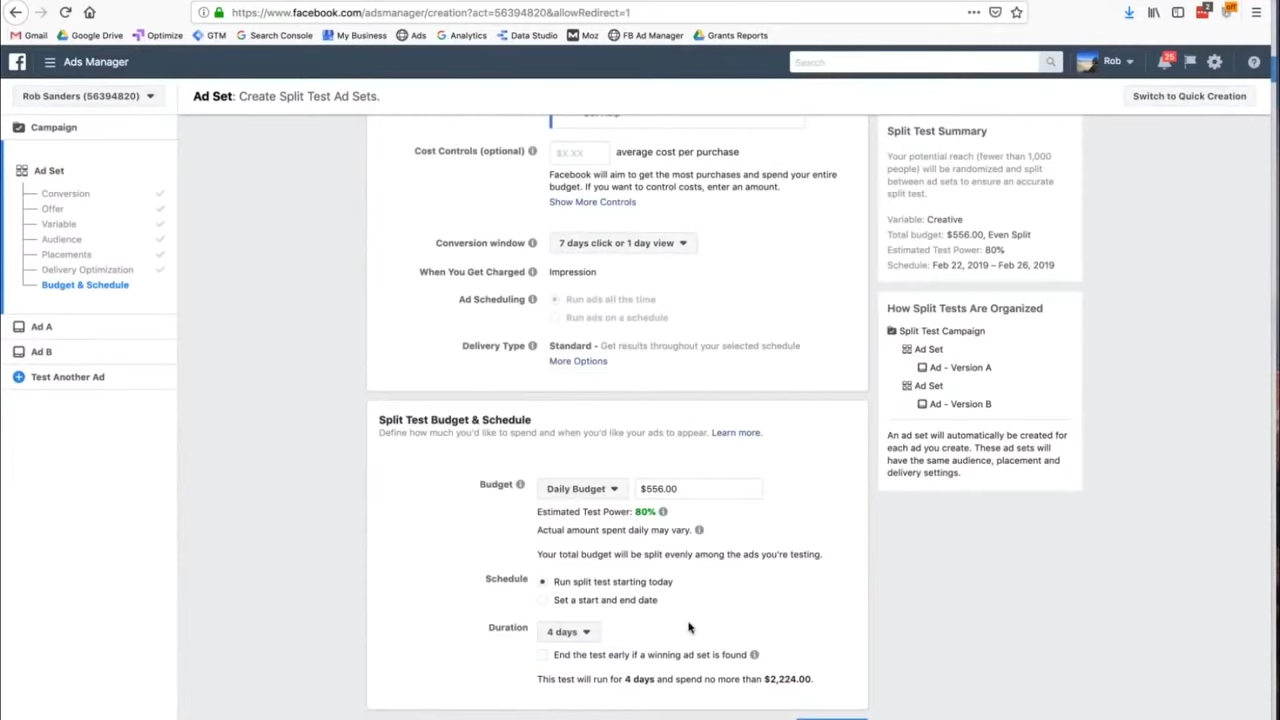 https://www.facebook.com/adsmanager/creation?act=56394820&allowRedirect=1
2
off
Gmail
Google Drive
Optimize
GTM
Search Console
My Business
Ads
Analytics
Data Studio
Moz
FB Ad Manager
Grants Reports
Ads Manager
Search
Rob
25
Rob Sanders (56394820)
Ad Set: Create Split Test Ad Sets.
Switch to Quick Creation
Campaign
Ad Set
Conversion
Offer
Variable
Audience
Placements
Delivery Optimization
Budget & Schedule
Ad A
Ad B
Test Another Ad
Cost Controls (optional)
$X.XX
average cost per purchase
Facebook will aim to get the most purchases and spend your entire
budget. If you want to control costs, enter an amount.
Show More Controls
Conversion window
7 days click or 1 day view
When You Get Charged
Impression
Ad Scheduling
Run ads all the time
Run ads on a schedule
Delivery Type
Standard - Get results throughout your selected schedule
More Options
Split Test Budget & Schedule
Define how much you'd like to spend and when you'd like your ads to appear. Learn more.
Budget
Daily Budget
$556.00
Estimated Test Power: 80%
Actual amount spent daily may vary.
Your total budget will be split evenly among the ads you're testing.
Schedule
Run split test starting today
Set a start and end date
Duration
4 days
End the test early if a winning ad set is found
This test will run for 4 days and spend no more than $2,224.00.
Split Test Summary
Your potential reach (fewer than 1,000
people) will be randomized and split
between ad sets to ensure an accurate
split test.
Variable: Creative
Total budget: $556.00, Even Split
Estimated Test Power: 80%
Schedule: Feb 22, 2019 – Feb 26, 2019
How Split Tests Are Organized
Split Test Campaign
Ad Set
Ad - Version A
Ad Set
Ad - Version B
An ad set will automatically be created for
each ad you create. These ad sets will
have the same audience, placement and
delivery settings.